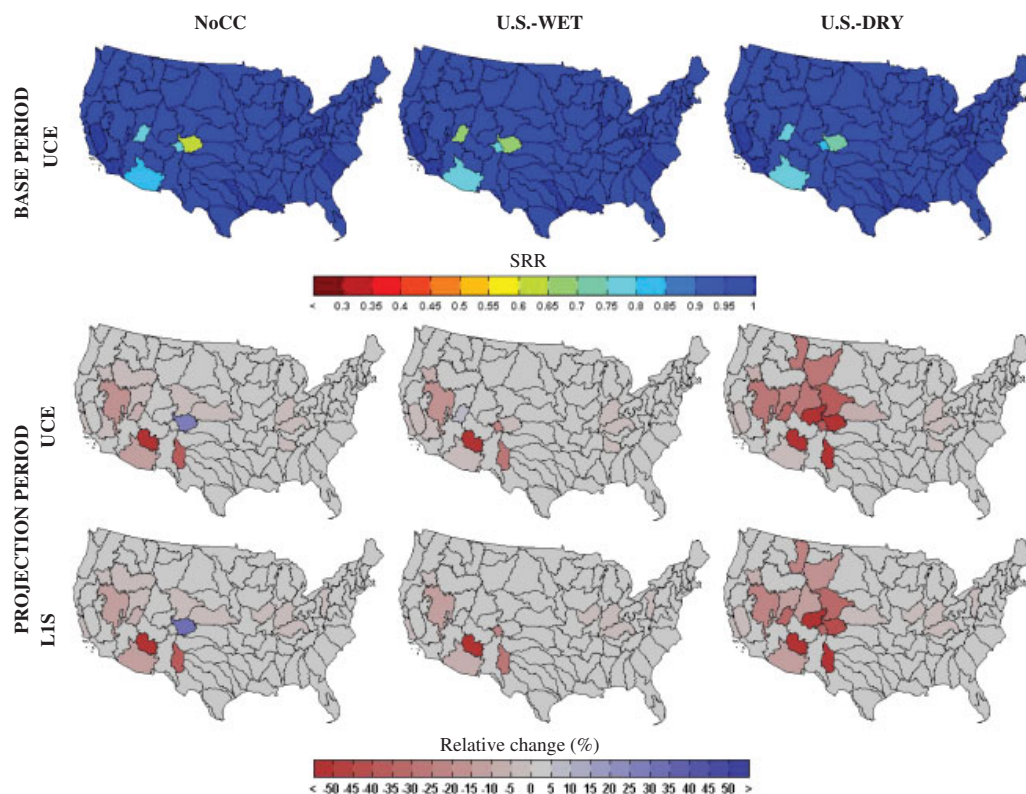 NoCC U.S.-WET U.S.-DRY
BASE PERIOD
UCE
SRR
< 0.3 0.35 0.4 0.45 0.5 0.55 0.6 0.65 0.7 0.75 0.8 0.85 0.9 0.95 1
PROJECTION PERIOD
UCE
L1S
Relative change (%)
< -50 -45 -40 -35 -30 -25 -20 -15 -10 -5 0 5 10 15 20 25 30 35 40 45 50 >